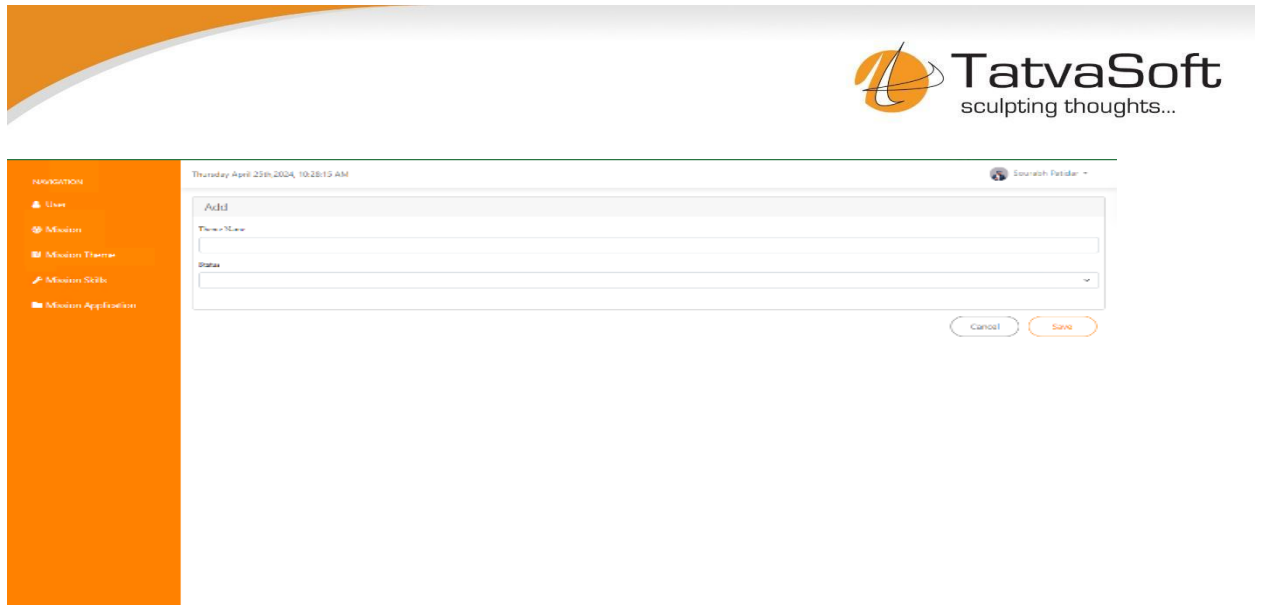 TatvaSoft
sculpting thoughts...
Thursday April 25th,2024, 10:28:15 AM
Sourabh Patidar
NAVIGATION
User
Mission
Mission Theme
Mission Skills
Mission Application
Add
Theme Name
Status
Cancel
Save